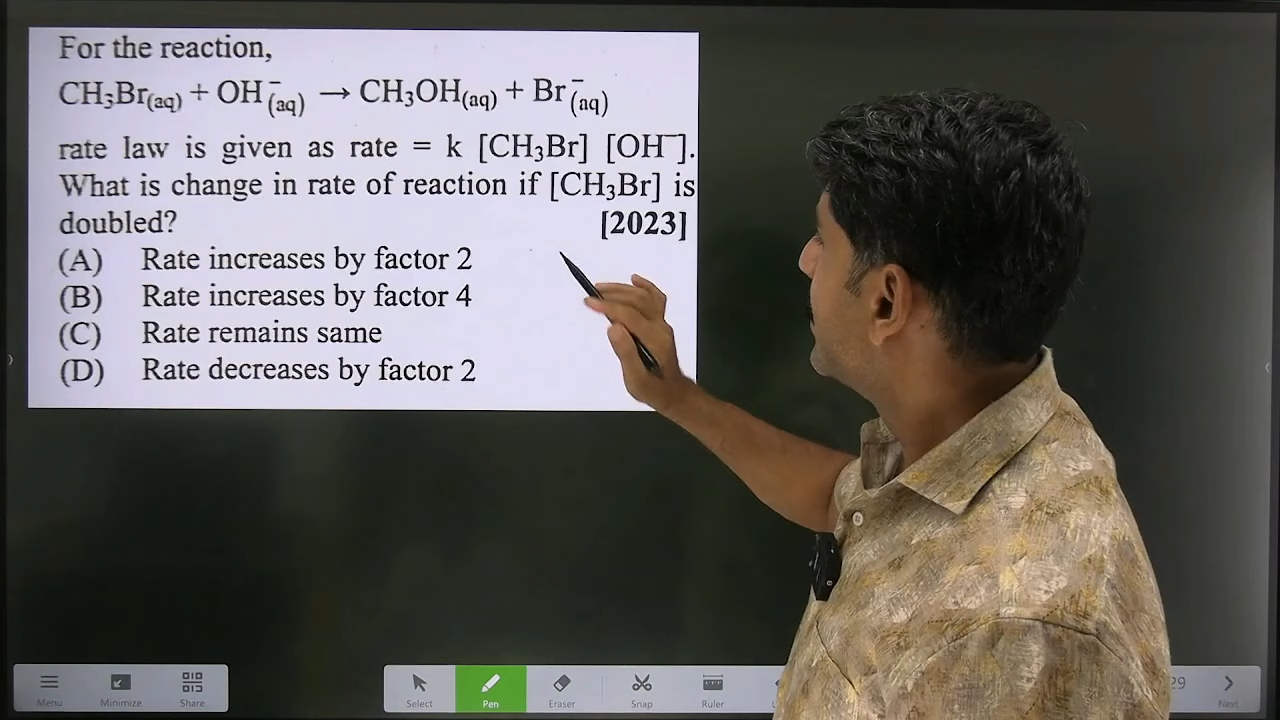 For the reaction,
CH₃Br(aq) + OH⁻(aq) → CH₃OH(aq) + Br⁻(aq)
rate law is given as rate = k [CH₃Br] [OH⁻].
What is change in rate of reaction if [CH₃Br] is
doubled? [2023]
(A) Rate increases by factor 2
(B) Rate increases by factor 4
(C) Rate remains same
(D) Rate decreases by factor 2
Menu Minimize Share Select Pen Eraser Snap Ruler 29 Next